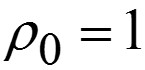 ρ₀ = 1